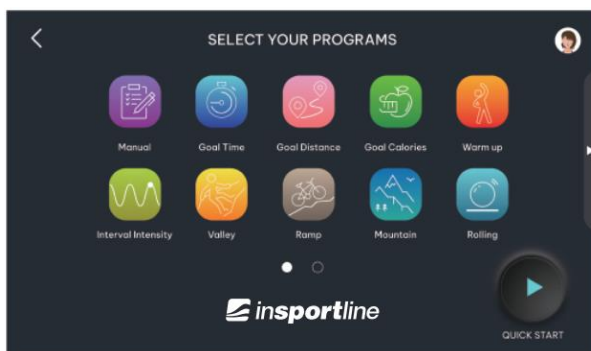 SELECT YOUR PROGRAMS
Manual Goal Time Goal Distance Goal Calories Warm up
Interval Intensity Valley Ramp Mountain Rolling
insportline
QUICK START